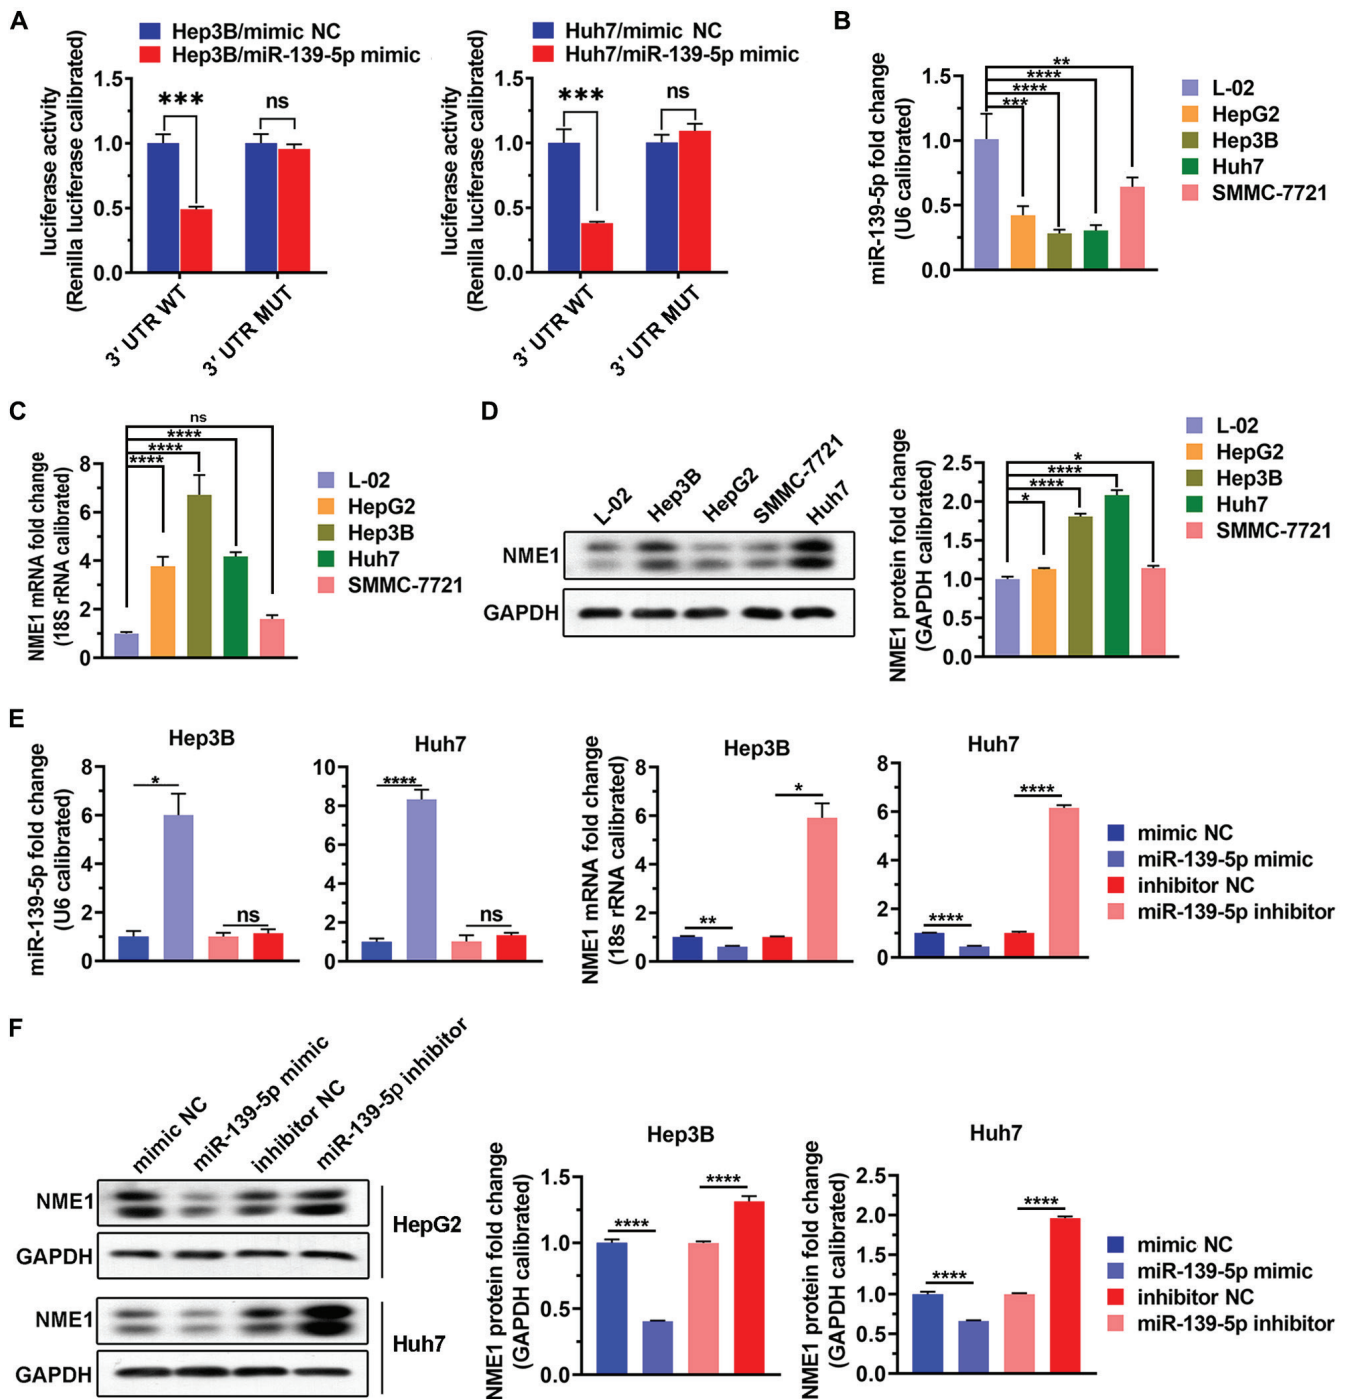 A
Hep3B/mimic NC
Hep3B/miR-139-5p mimic
luciferase activity
(Renilla luciferase calibrated)
1.5
1.0
0.5
0.0
***
ns
3′ UTR WT
3′ UTR MUT
Huh7/mimic NC
Huh7/miR-139-5p mimic
luciferase activity
(Renilla luciferase calibrated)
1.5
1.0
0.5
0.0
***
ns
3′ UTR WT
3′ UTR MUT
B
miR-139-5p fold change
(U6 calibrated)
1.5
1.0
0.5
0.0
**
****
****
***
L-02
HepG2
Hep3B
Huh7
SMMC-7721
C
NME1 mRNA fold change
(18S rRNA calibrated)
8
6
4
2
0
ns
****
****
****
L-02
HepG2
Hep3B
Huh7
SMMC-7721
D
L-02
Hep3B
HepG2
SMMC-7721
Huh7
NME1
GAPDH
NME1 protein fold change
(GAPDH calibrated)
2.5
2.0
1.5
1.0
0.5
0.0
*
****
****
*
L-02
HepG2
Hep3B
Huh7
SMMC-7721
E
Hep3B
miR-139-5p fold change
(U6 calibrated)
8
6
4
2
0
*
ns
Huh7
10
8
6
4
2
0
****
ns
Hep3B
NME1 mRNA fold change
(18s rRNA calibrated)
8
6
4
2
0
**
*
Huh7
8
6
4
2
0
****
****
mimic NC
miR-139-5p mimic
inhibitor NC
miR-139-5p inhibitor
F
mimic NC
miR-139-5p mimic
inhibitor NC
miR-139-5p inhibitor
NME1
GAPDH
HepG2
NME1
GAPDH
Huh7
Hep3B
NME1 protein fold change
(GAPDH calibrated)
1.5
1.0
0.5
0.0
****
****
Huh7
NME1 protein fold change
(GAPDH calibrated)
2.5
2.0
1.5
1.0
0.5
0.0
****
****
mimic NC
miR-139-5p mimic
inhibitor NC
miR-139-5p inhibitor